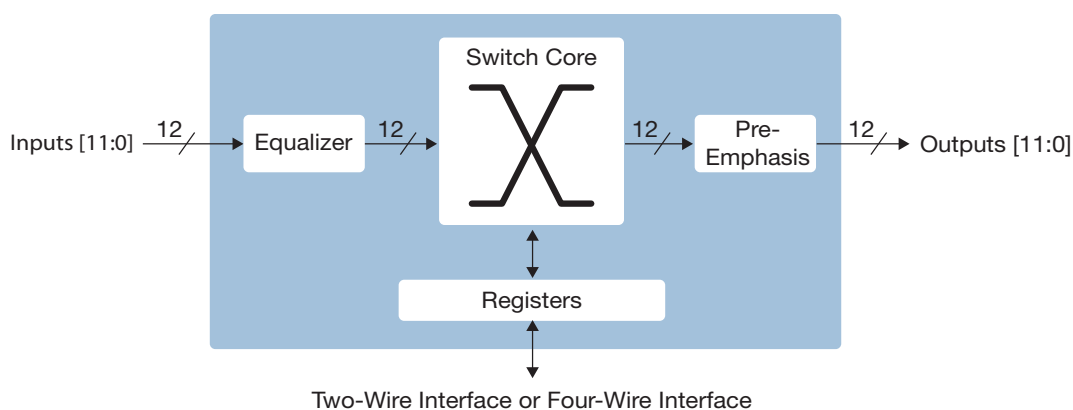 Switch Core
Inputs [11:0]
12
Equalizer
12
12
Pre-
Emphasis
12
Outputs [11:0]
Registers
Two-Wire Interface or Four-Wire Interface